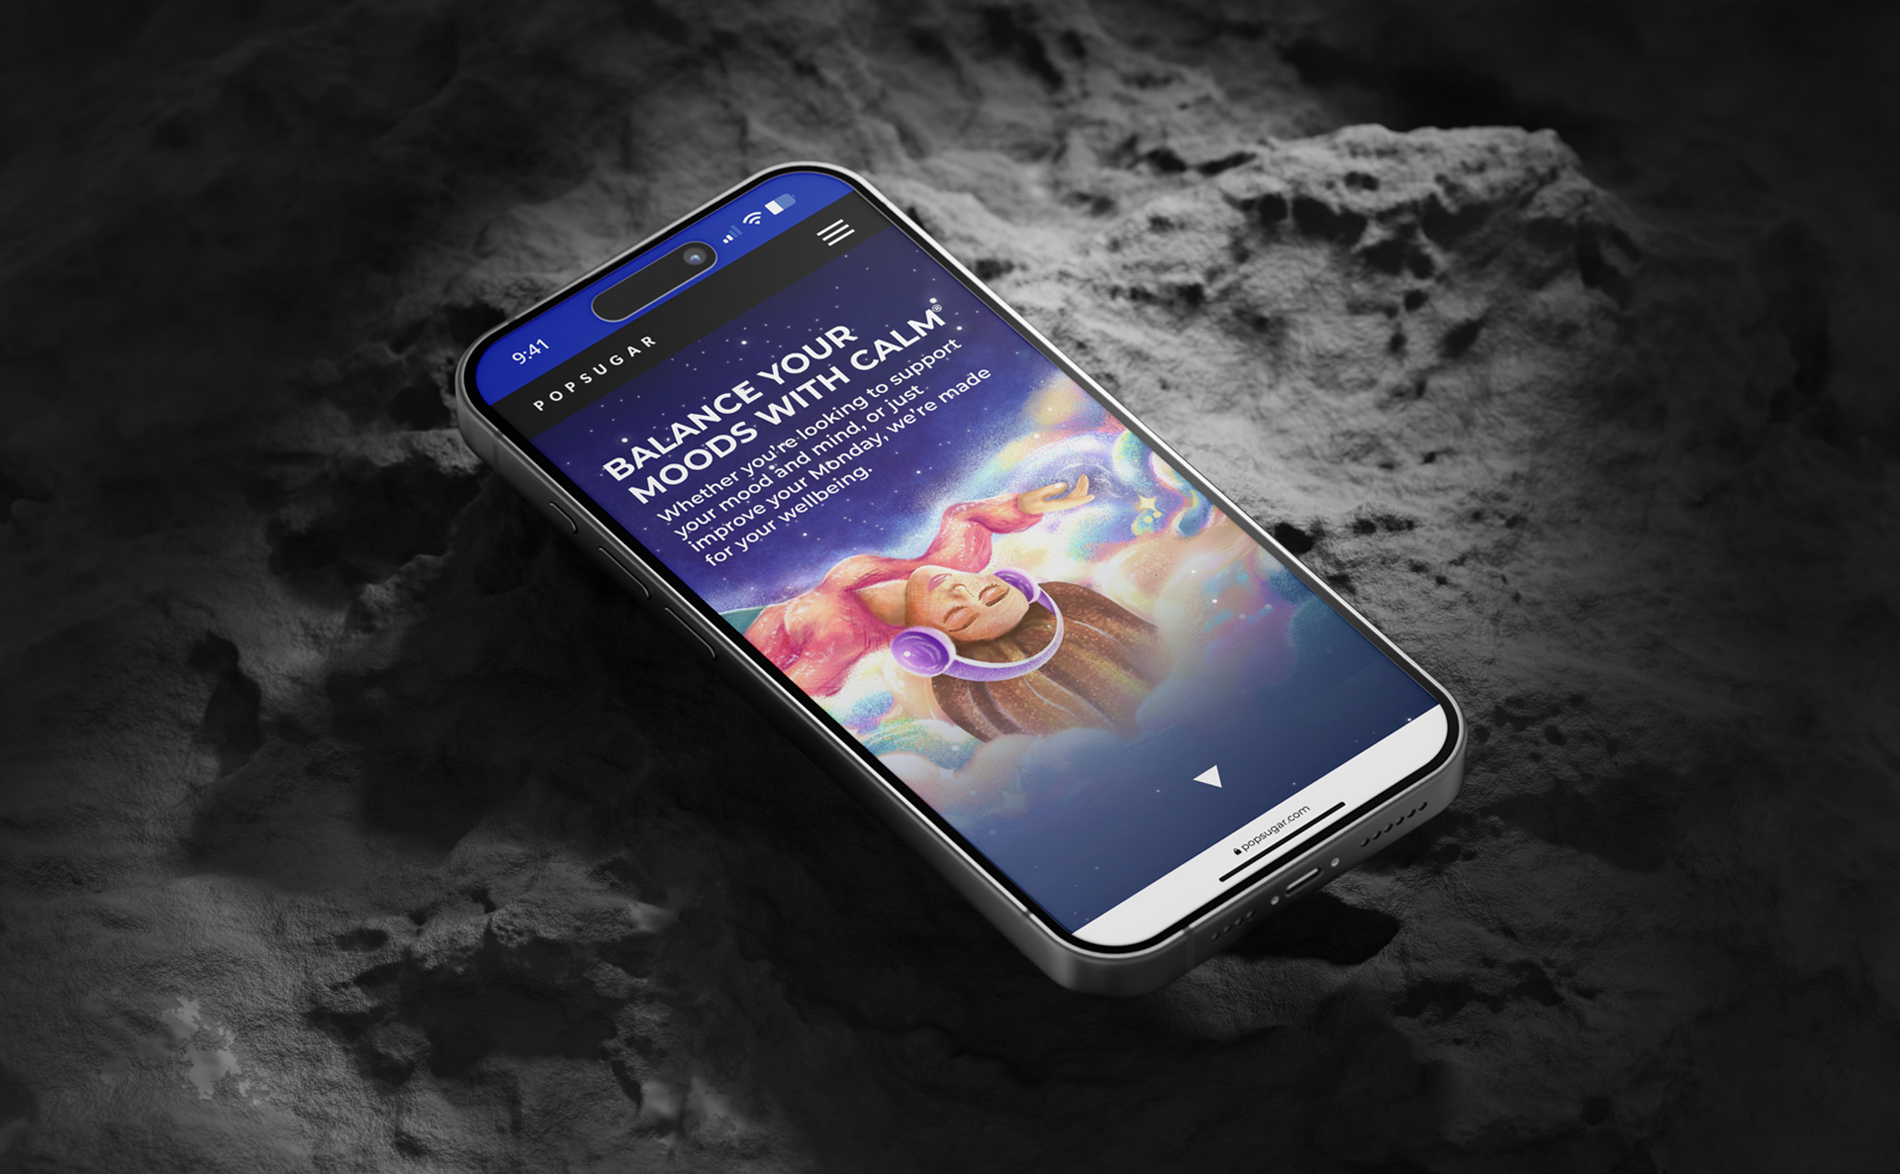 9:41
POPSUGAR
BALANCE YOUR
MOODS WITH CALM®
Whether you're looking to support
your mood and mind, or just
improve your Monday, we're made
for your wellbeing.
popsugar.com